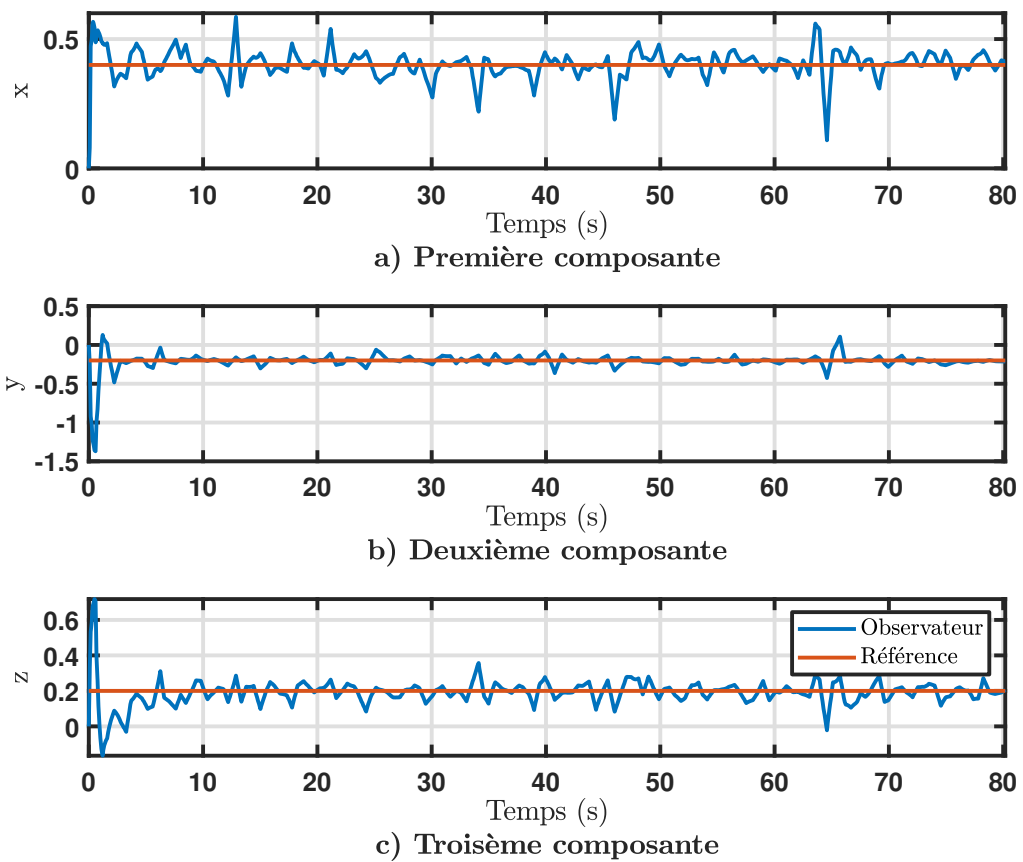 0.5
0
x
0 10 20 30 40 50 60 70 80
Temps (s)
a) Première composante
0.5
0
-0.5
-1
-1.5
y
0 10 20 30 40 50 60 70 80
Temps (s)
b) Deuxième composante
0.6
0.4
0.2
0
z
Observateur
Référence
0 10 20 30 40 50 60 70 80
Temps (s)
c) Troisème composante